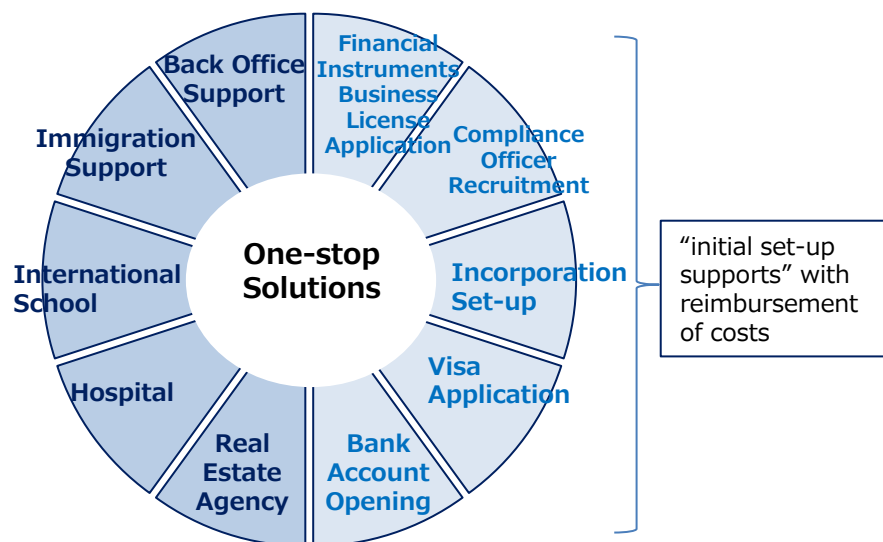 Financial
Instruments
Business
License
Application
Compliance
Officer
Recruitment
Incorporation
Set-up
Visa
Application
Bank
Account
Opening
Real
Estate
Agency
Hospital
International
School
Immigration
Support
Back Office
Support
One-stop
Solutions
“initial set-up
supports” with
reimbursement
of costs